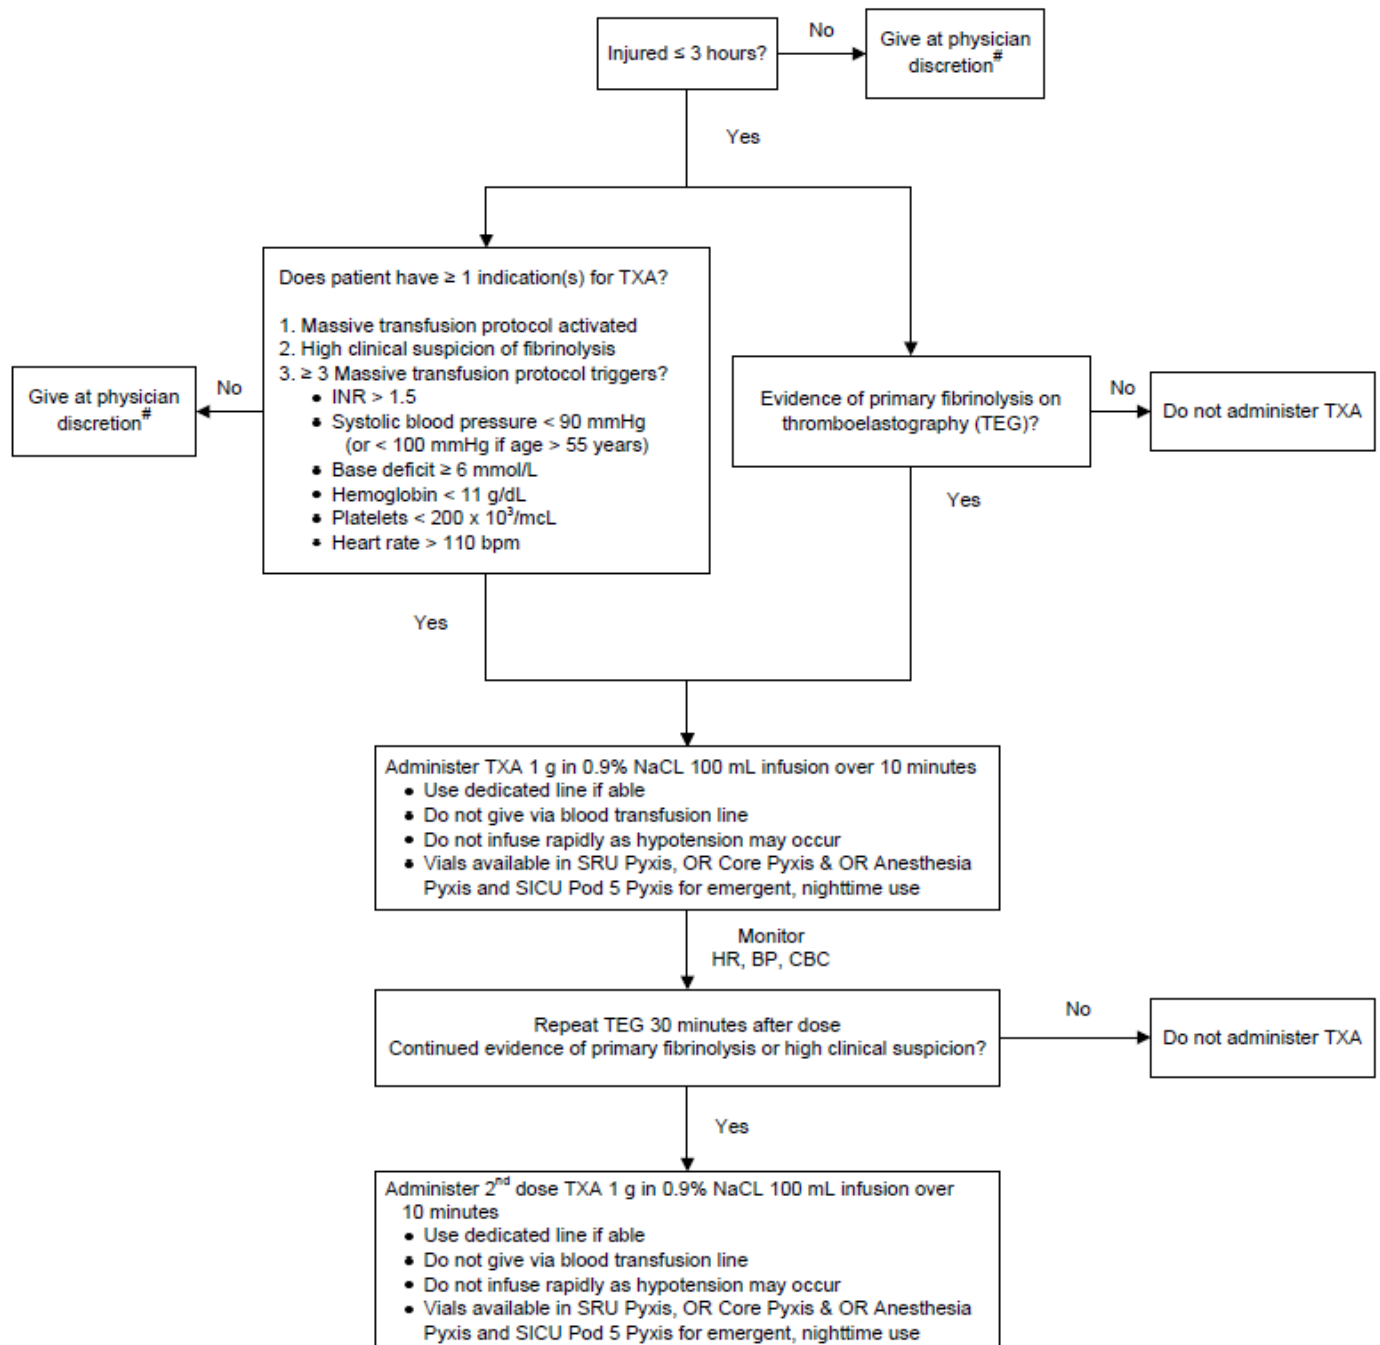 Injured ≤ 3 hours?
No
Give at physician
discretion#
Yes
Does patient have ≥ 1 indication(s) for TXA?
1. Massive transfusion protocol activated
2. High clinical suspicion of fibrinolysis
3. ≥ 3 Massive transfusion protocol triggers?
• INR > 1.5
• Systolic blood pressure < 90 mmHg
(or < 100 mmHg if age > 55 years)
• Base deficit ≥ 6 mmol/L
• Hemoglobin < 11 g/dL
• Platelets < 200 x 10³/mcL
• Heart rate > 110 bpm
No
Give at physician
discretion#
Evidence of primary fibrinolysis on
thromboelastography (TEG)?
No
Do not administer TXA
Yes
Yes
Administer TXA 1 g in 0.9% NaCL 100 mL infusion over 10 minutes
• Use dedicated line if able
• Do not give via blood transfusion line
• Do not infuse rapidly as hypotension may occur
• Vials available in SRU Pyxis, OR Core Pyxis & OR Anesthesia
Pyxis and SICU Pod 5 Pyxis for emergent, nighttime use
Monitor
HR, BP, CBC
Repeat TEG 30 minutes after dose
Continued evidence of primary fibrinolysis or high clinical suspicion?
No
Do not administer TXA
Yes
Administer 2nd dose TXA 1 g in 0.9% NaCL 100 mL infusion over
10 minutes
• Use dedicated line if able
• Do not give via blood transfusion line
• Do not infuse rapidly as hypotension may occur
• Vials available in SRU Pyxis, OR Core Pyxis & OR Anesthesia
Pyxis and SICU Pod 5 Pyxis for emergent, nighttime use